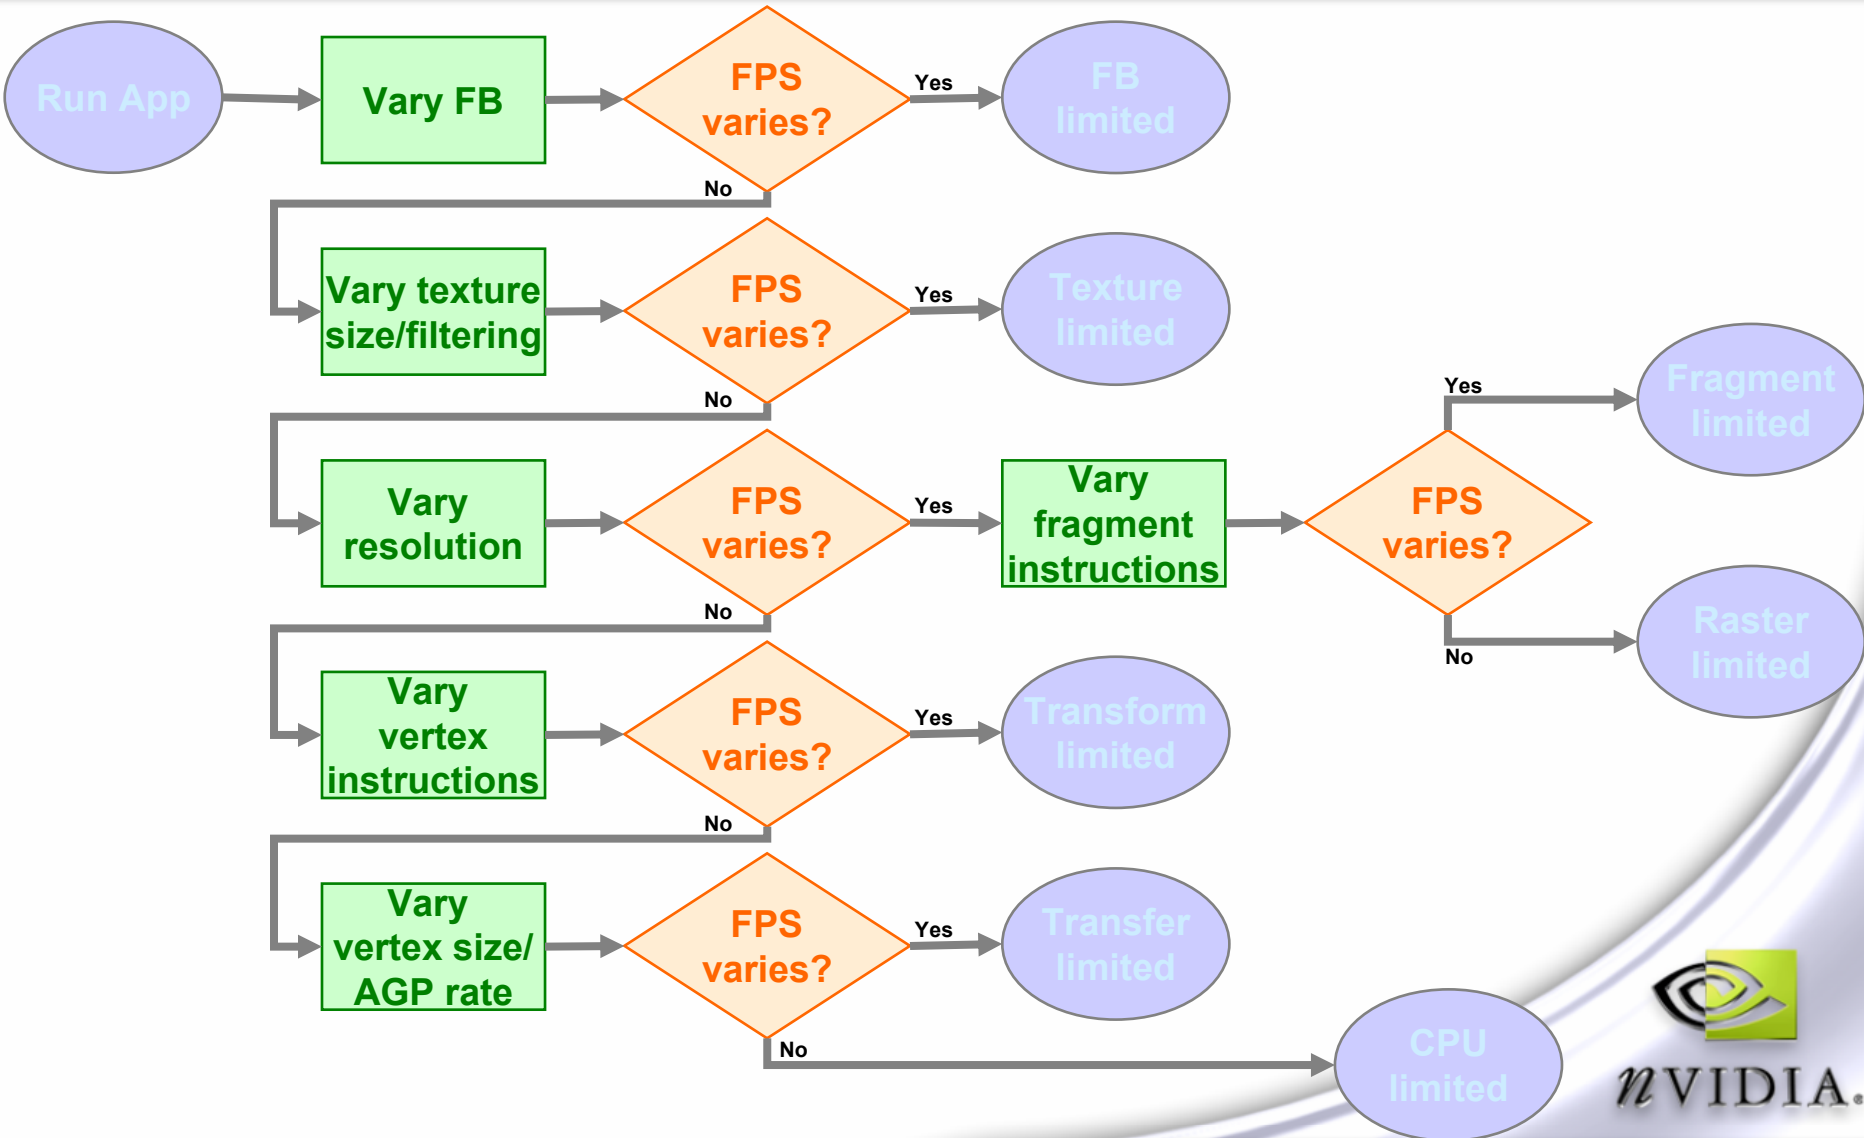 Run App
Vary FB
FPS
varies?
Yes
FB
limited
No
Vary texture
size/filtering
FPS
varies?
Yes
Texture
limited
No
Vary
resolution
FPS
varies?
Yes
Vary
fragment
instructions
FPS
varies?
Yes
Fragment
limited
No
Raster
limited
No
Vary
vertex
instructions
FPS
varies?
Yes
Transform
limited
No
Vary
vertex size/
AGP rate
FPS
varies?
Yes
Transfer
limited
No
CPU
limited
nVIDIA®